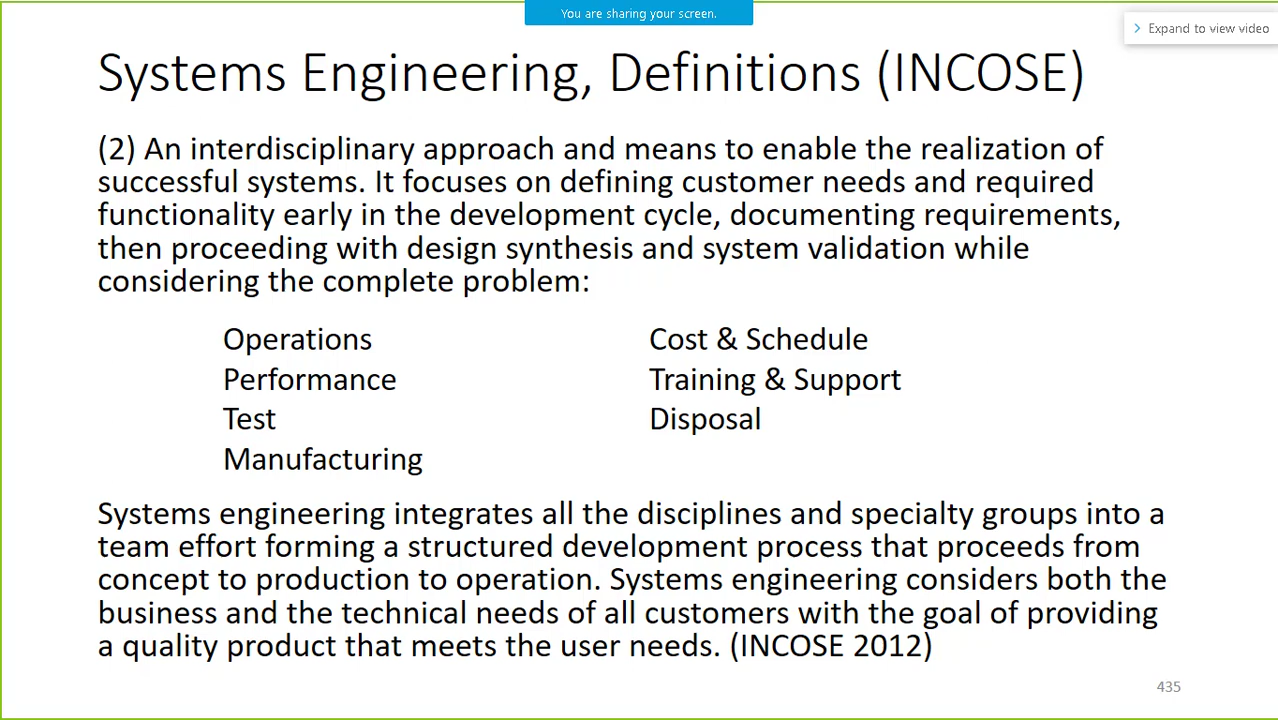 You are sharing your screen.
Expand to view video
Systems Engineering, Definitions (INCOSE)
(2) An interdisciplinary approach and means to enable the realization of
successful systems. It focuses on defining customer needs and required
functionality early in the development cycle, documenting requirements,
then proceeding with design synthesis and system validation while
considering the complete problem:
Operations
Performance
Test
Manufacturing
Cost & Schedule
Training & Support
Disposal
Systems engineering integrates all the disciplines and specialty groups into a
team effort forming a structured development process that proceeds from
concept to production to operation. Systems engineering considers both the
business and the technical needs of all customers with the goal of providing
a quality product that meets the user needs. (INCOSE 2012)
435